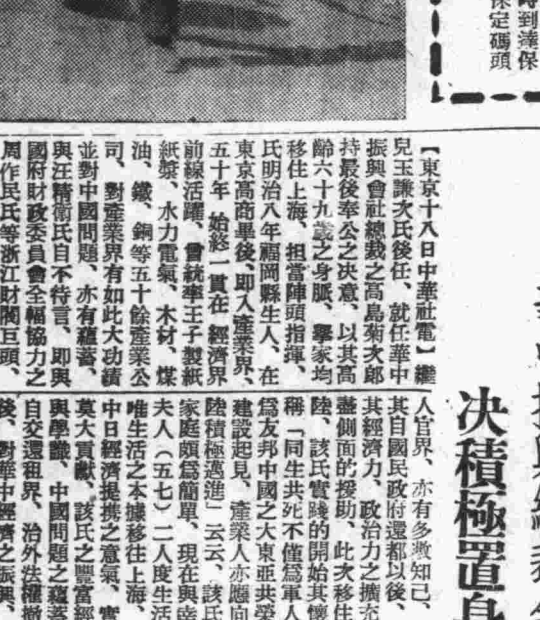 到達保
保定碼頭
決積極置身
【東京十八日中華社電】繼
兒玉謙次氏後任、就任華中
振興會社總裁之高島菊次郎
持最後奉公之決意、以其高
齡六十九歲之身脈、舉家均
移住上海、担當陣頭指揮、
氏明治八年福岡縣生人、在
東京高商畢後、即入產業界、
五十年 始終一貫在 經濟界
前線活躍、曾統率王子製紙
紙漿、水力電氣、木材、煤
油、鐵、銅等五十餘產業公
司、對產業界有如此大功績
並對中國問題、亦有蘊蓄、
與汪精衛氏自不待言、即與
國府財政委員會全幅協力之
周作民氏等浙江財閥巨頭、
人官界、亦有多數知己、
其自國民政府還都以後、
其經濟力、政治力之擴充
盡側面的援助、此次移住
陸、該氏實踐的開始其懷
稱「同生共死不僅爲軍人
爲友邦中國之大東亞共榮
建設起見、產業人亦應向
陸積極邁進」云云、該氏
家庭頗爲簡單、現在與幸
夫人(五七)二人度生活
唯生活之本據移往上海、
中日經濟提携之意氣、實
莫大貢獻、該氏之豐富經
與學識、中國問題之蘊蓄
自交還租界、治外法權撤
後、對華中經濟之振興、